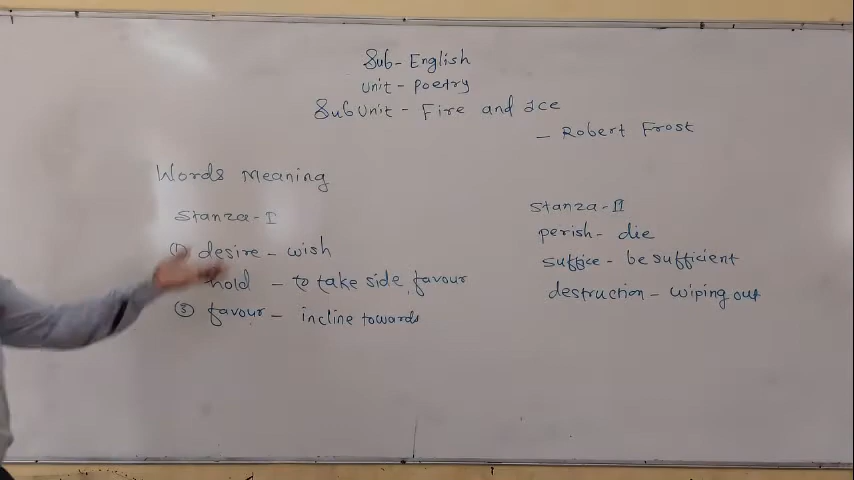 Sub- English
Unit - Poetry
SubUnit - Fire and Ice
- Robert Frost
Words Meaning
Stanza-I
① desire - wish
hold - to take side favour
③ favour - incline towards
Stanza-II
perish - die
suffice - be sufficient
destruction - wiping out